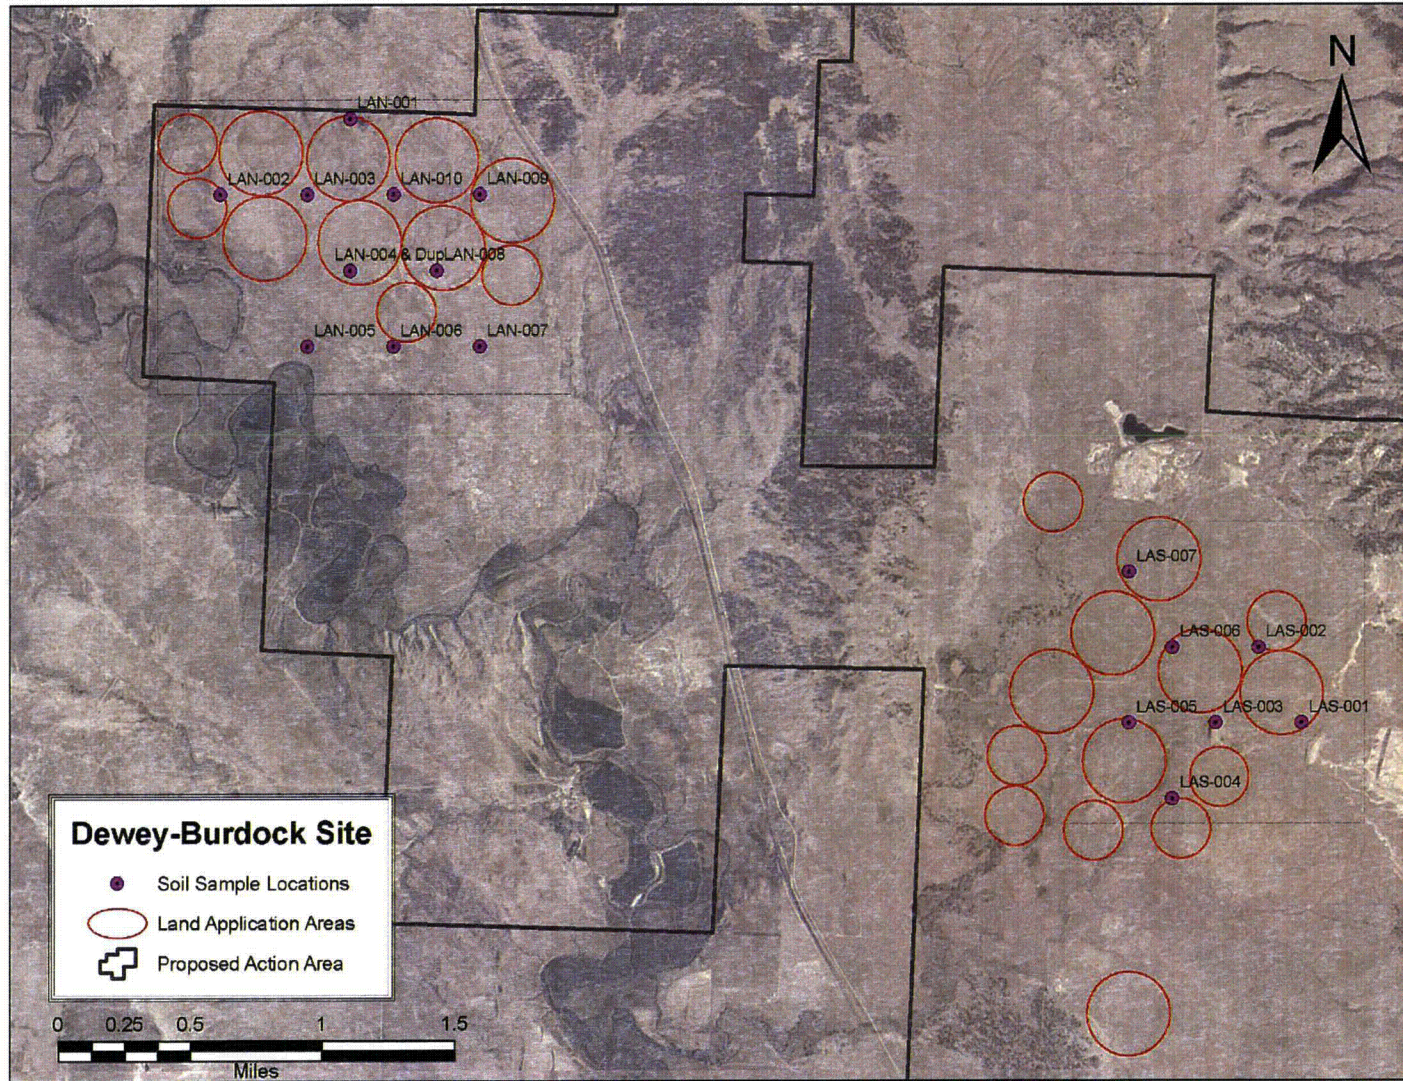 N
LAN-001
LAN-002
LAN-003
LAN-010
LAN-009
LAN-004 & Dup
LAN-008
LAN-005
LAN-006
LAN-007
LAS-007
LAS-006
LAS-002
LAS-005
LAS-003
LAS-001
LAS-004
Dewey-Burdock Site
Soil Sample Locations
Land Application Areas
Proposed Action Area
0 0.25 0.5 1 1.5
Miles